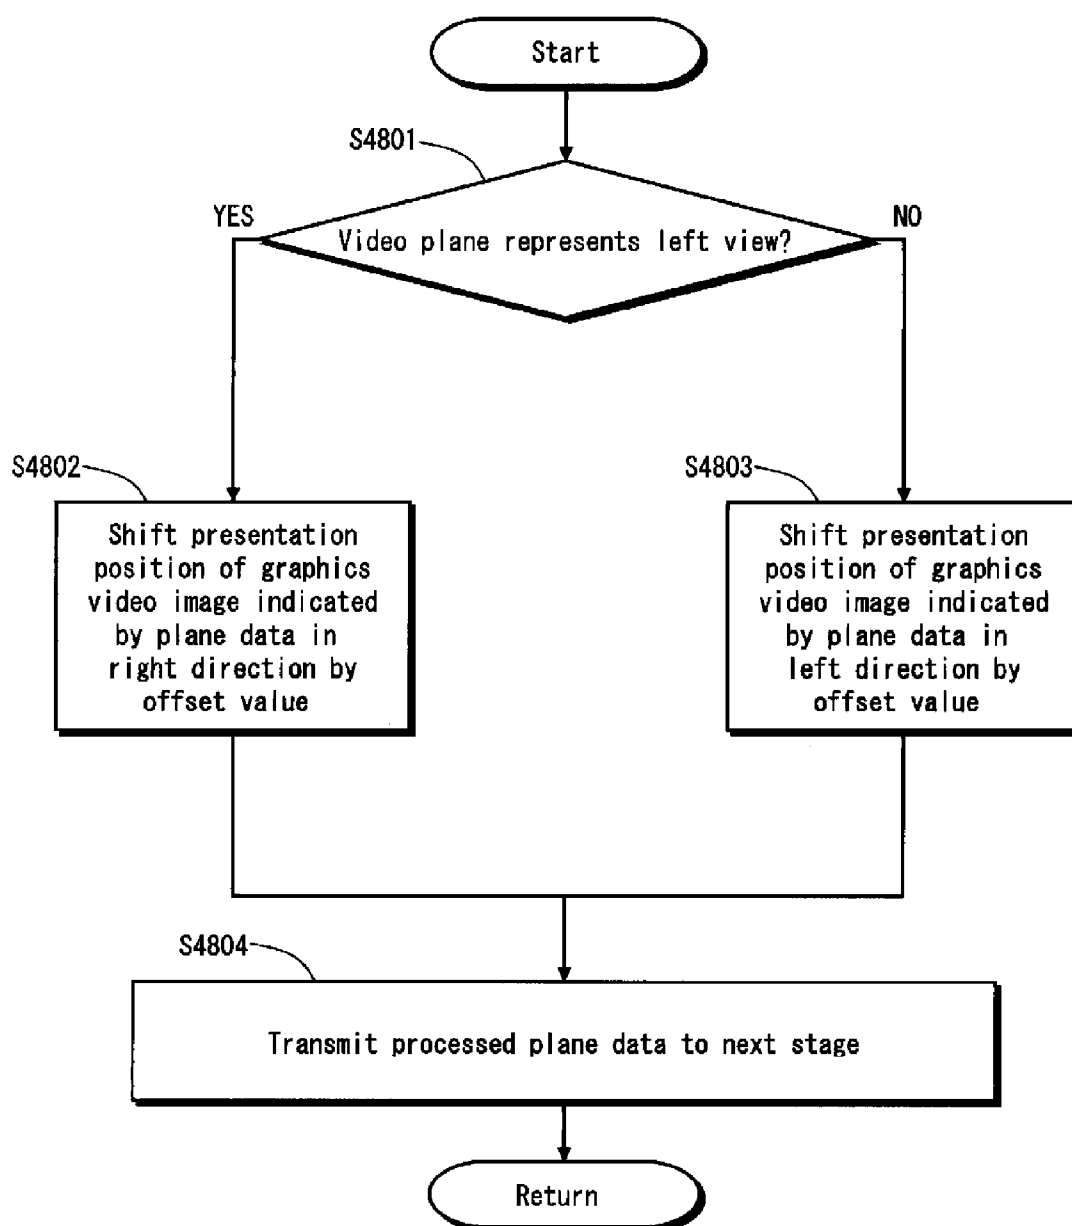 Start
S4801
YES
NO
Video plane represents left view?
S4802
Shift presentation
position of graphics
video image indicated
by plane data in
right direction by
offset value
S4803
Shift presentation
position of graphics
video image indicated
by plane data in
left direction by
offset value
S4804
Transmit processed plane data to next stage
Return